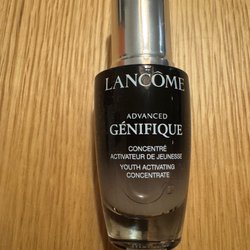 LANCÔME
ADVANCED
GÉNIFIQUE
CONCENTRÉ
ACTIVATEUR DE JEUNESSE
YOUTH ACTIVATING
CONCENTRATE